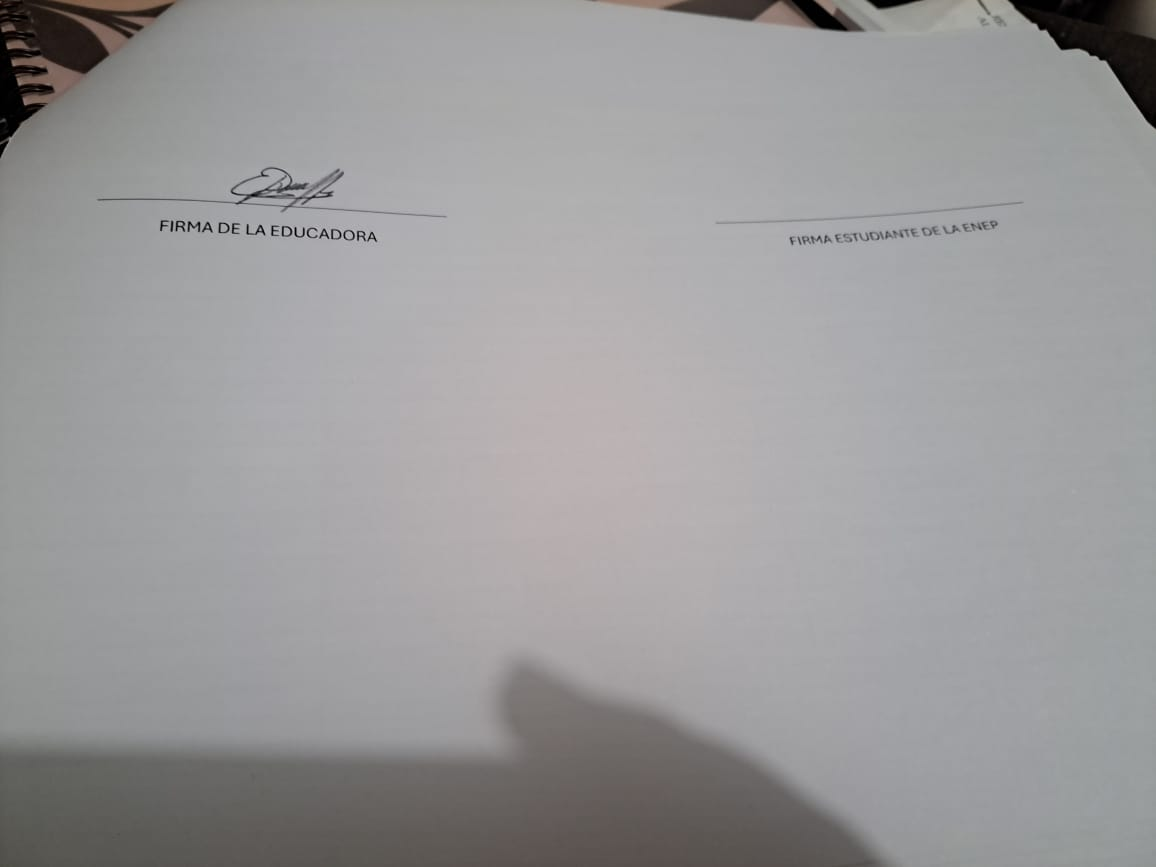 FIRMA DE LA EDUCADORA
FIRMA ESTUDIANTE DE LA ENEP